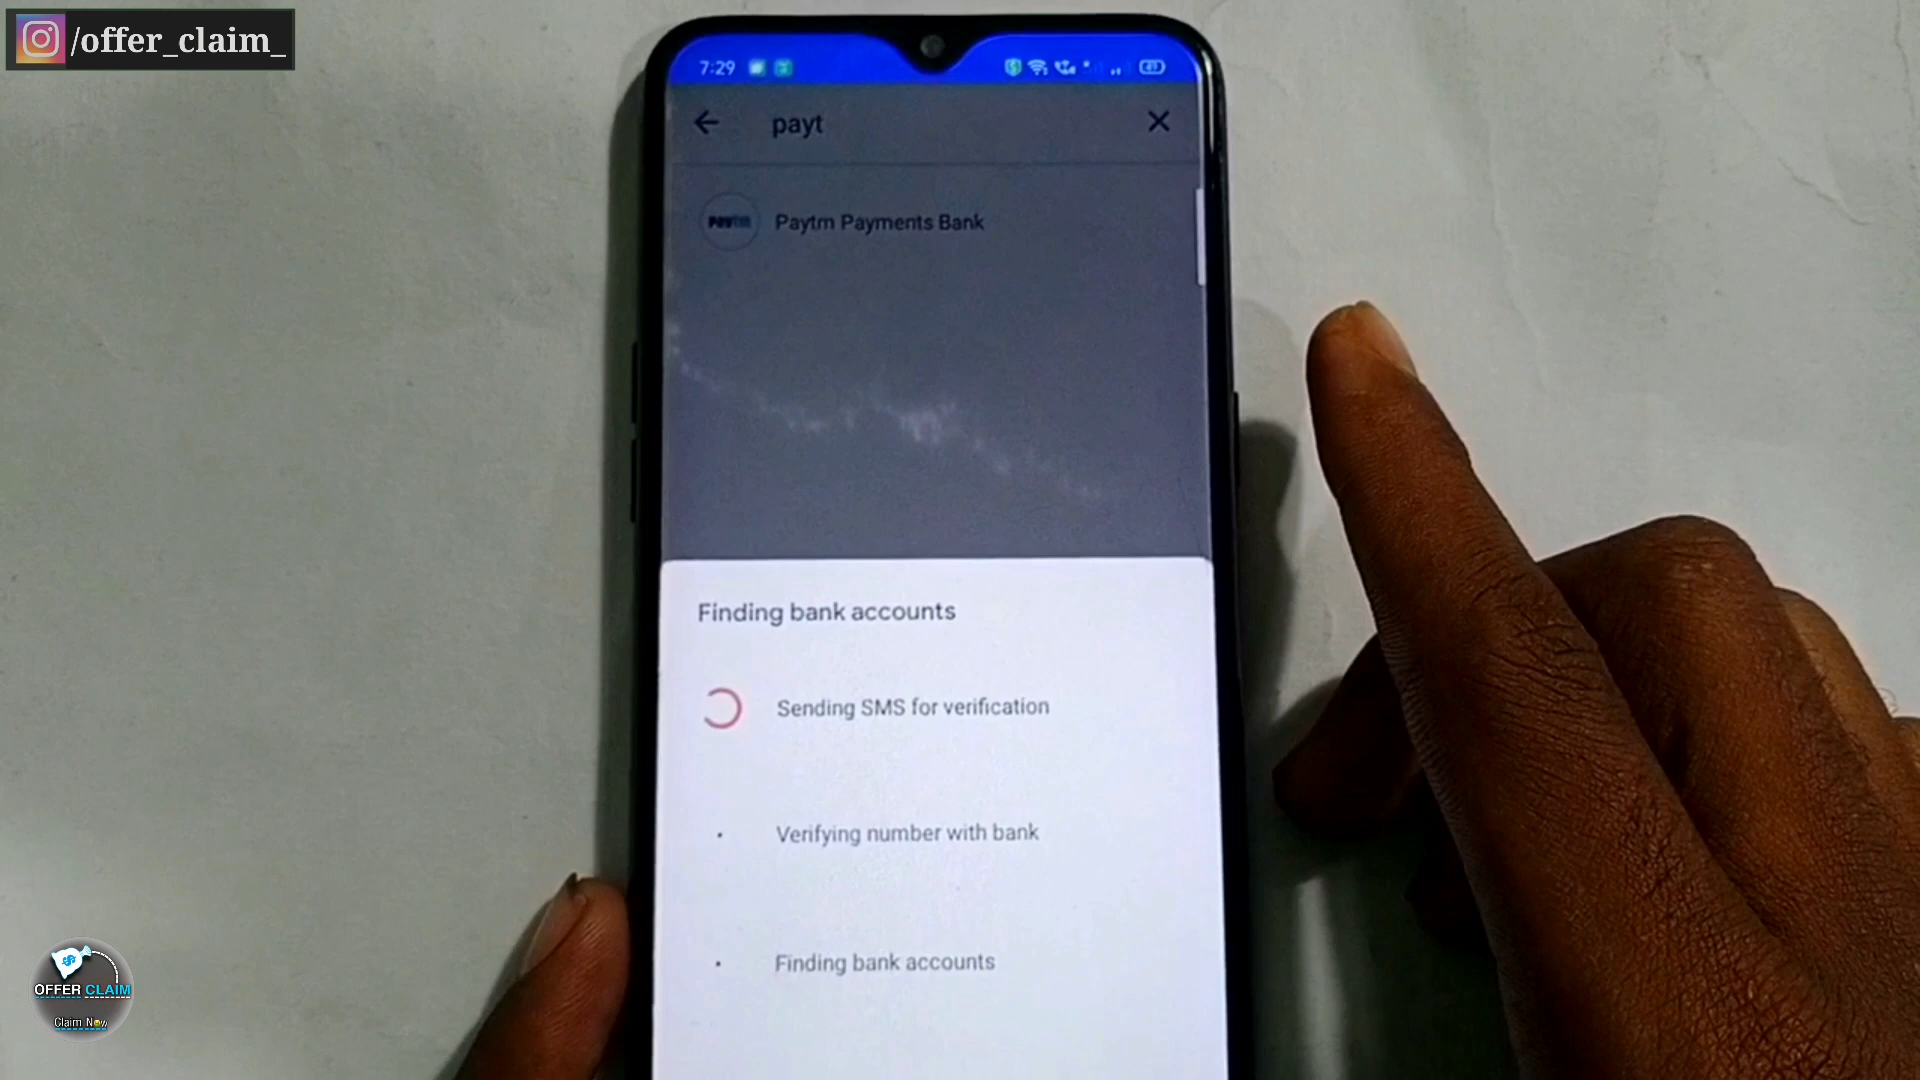 /offer_claim_
7:29
payt
Paytm Payments Bank
Finding bank accounts
Sending SMS for verification
Verifying number with bank
Finding bank accounts
OFFER CLAIM
Claim Now